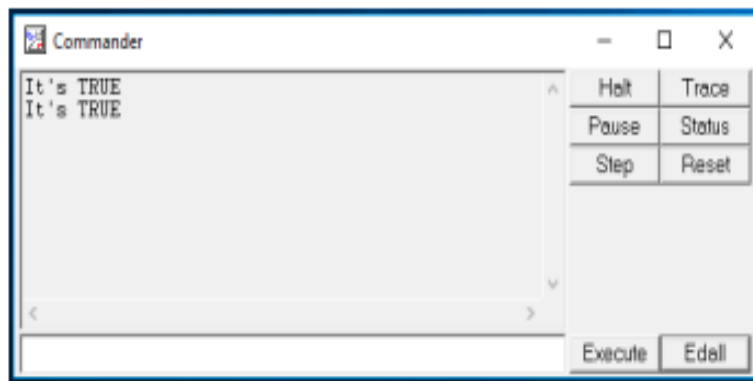 Commander
It's TRUE
It's TRUE
Halt Trace
Pause Status
Step Reset
Execute Edall